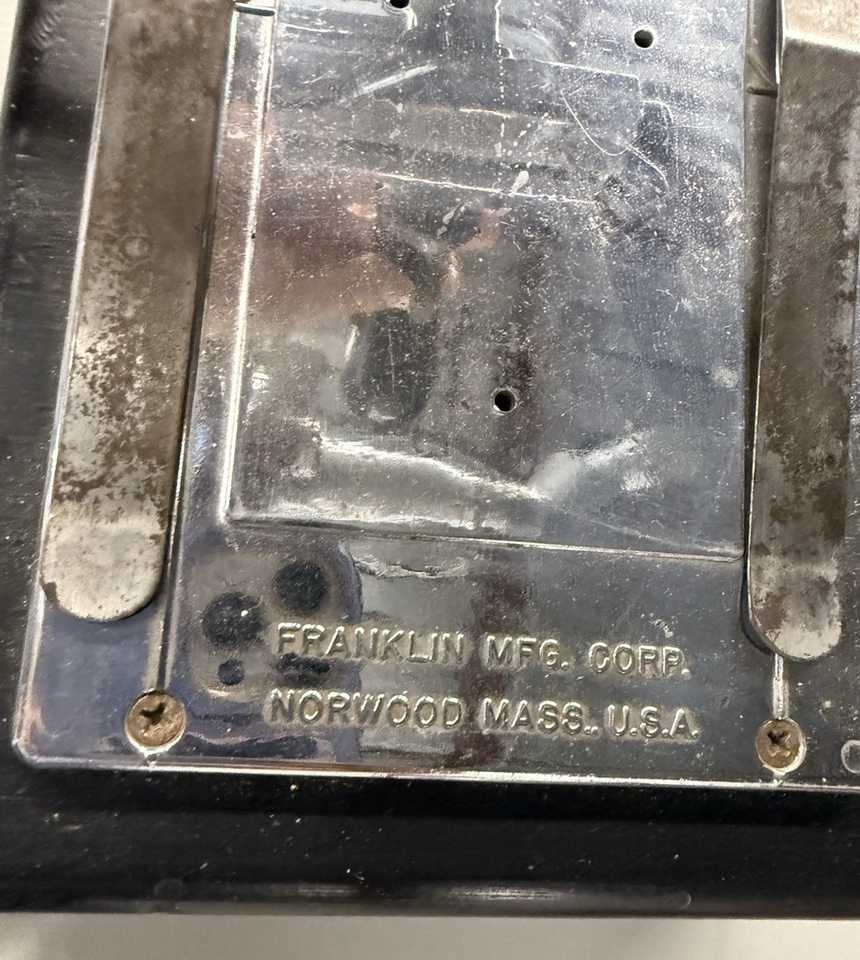 FRANKLIN MFG. CORP.
NORWOOD MASS. U.S.A.